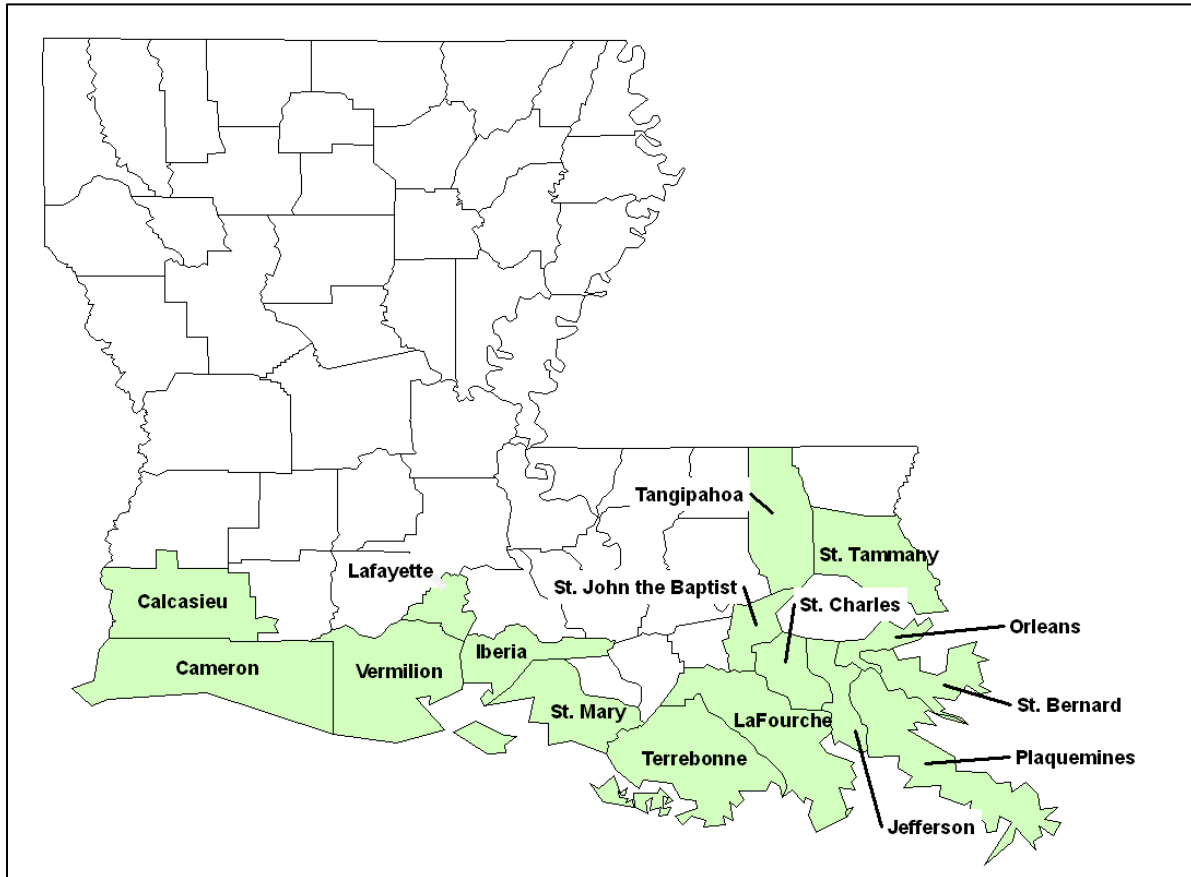 Tangipahoa
St. Tammany
Lafayette
St. John the Baptist
St. Charles
Calcasieu
Orleans
Iberia
Cameron
Vermilion
St. Bernard
St. Mary
LaFourche
Terrebonne
Plaquemines
Jefferson